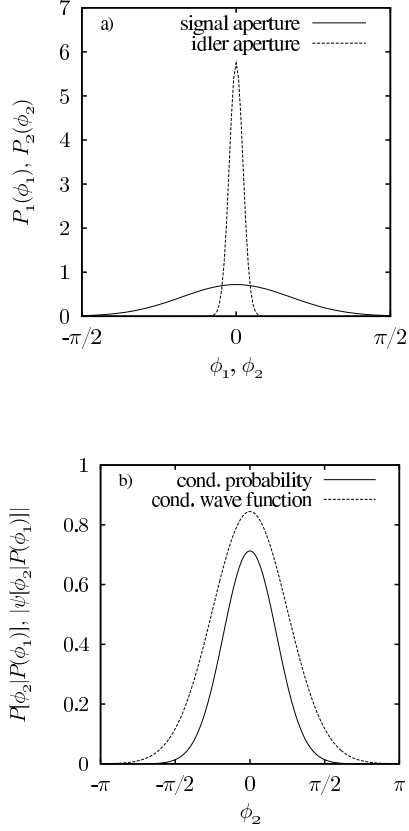 7
a)
signal aperture
idler aperture
6
5
4
3
2
1
0
P₁(ϕ₁), P₂(ϕ₂)
-π/2
0
π/2
ϕ₁, ϕ₂
1
b)
cond. probability
cond. wave function
0.8
0.6
0.4
0.2
0
P[ϕ₂|P(ϕ₁)], |ψ[ϕ₂|P(ϕ₁)]|
-π
-π/2
0
π/2
π
ϕ₂